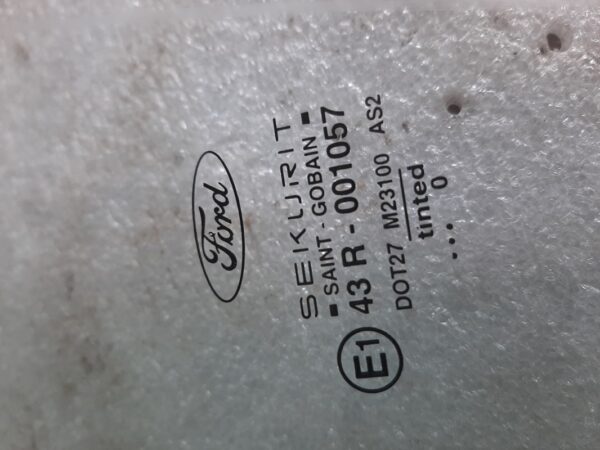 Ford
SEKURIT
▪ SAINT - GOBAIN ▪
E1 43 R - 001057
DOT27 M23100 AS2
tinted
... 0